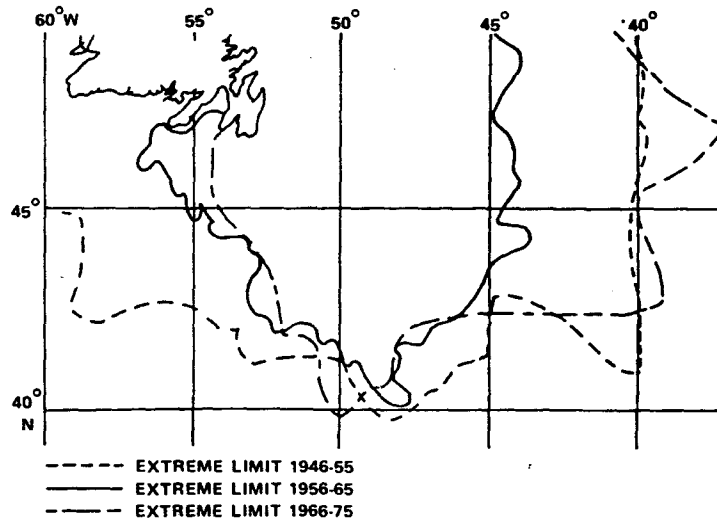 60°W 55° 50° 45° 40°
45°
40°
N
x
EXTREME LIMIT 1946-55
EXTREME LIMIT 1956-65
EXTREME LIMIT 1966-75